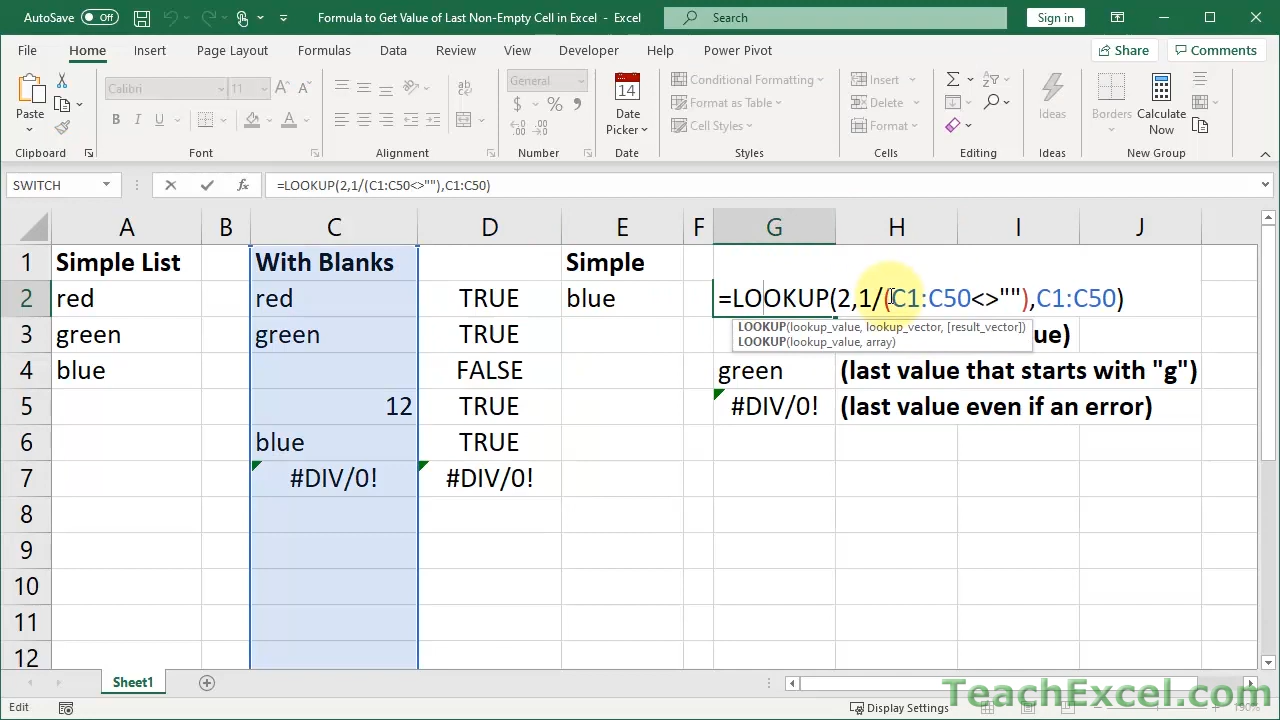 AutoSave Off Formula to Get Value of Last Non-Empty Cell in Excel - Excel Search Sign in
File Home Insert Page Layout Formulas Data Review View Developer Help Power Pivot Share Comments
Paste Calibri 11 General Conditional Formatting Format as Table Cell Styles Insert Delete Format Date Picker Ideas Borders Calculate Now
Clipboard Font Alignment Number Date Styles Cells Editing Ideas New Group
SWITCH =LOOKUP(2,1/(C1:C50<>""),C1:C50)
A B C D E F G H I J
1 Simple List With Blanks Simple
2 red red TRUE blue =LOOKUP(2,1/(C1:C50<>""),C1:C50)
LOOKUP(lookup_value, lookup_vector, [result_vector])
LOOKUP(lookup_value, array)
3 green green TRUE ue)
4 blue FALSE green (last value that starts with "g")
5 12 TRUE #DIV/0! (last value even if an error)
6 blue TRUE
7 #DIV/0! #DIV/0!
8
9
10
11
12
Sheet1
Edit Display Settings 190%
TeachExcel.com